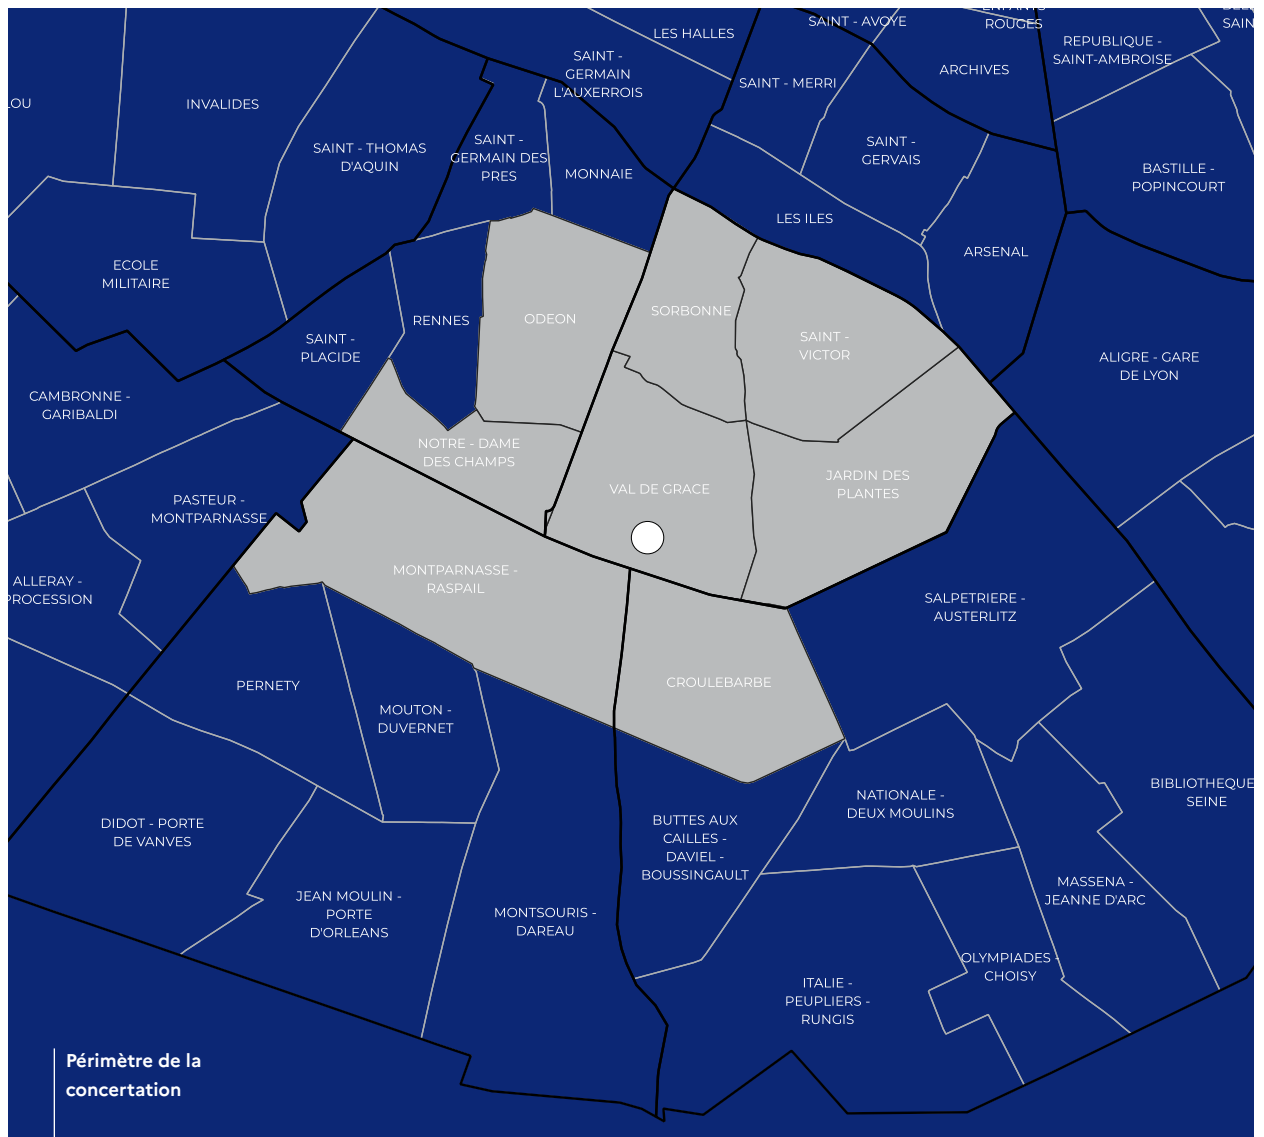 SAINT - AVOYE
ROUGES
LES HALLES
REPUBLIQUE -
SAINT-AMBROISE
SAINT -
GERMAIN
L'AUXERROIS
SAINT - MERRI
ARCHIVES
LOU
INVALIDES
SAINT - THOMAS
D'AQUIN
SAINT -
GERMAIN DES
PRES
MONNAIE
SAINT -
GERVAIS
BASTILLE -
POPINCOURT
LES ILES
ARSENAL
ECOLE
MILITAIRE
SAINT -
PLACIDE
RENNES
ODEON
SORBONNE
SAINT -
VICTOR
ALIGRE - GARE
DE LYON
CAMBRONNE -
GARIBALDI
NOTRE - DAME
DES CHAMPS
VAL DE GRACE
JARDIN DES
PLANTES
PASTEUR -
MONTPARNASSE
ALLERAY -
PROCESSION
MONTPARNASSE -
RASPAIL
SALPETRIERE -
AUSTERLITZ
PERNETY
MOUTON -
DUVERNET
CROULEBARBE
BIBLIOTHEQUE
SEINE
NATIONALE -
DEUX MOULINS
DIDOT - PORTE
DE VANVES
BUTTES AUX
CAILLES -
DAVIEL -
BOUSSINGAULT
MASSENA -
JEANNE D'ARC
JEAN MOULIN -
PORTE
D'ORLEANS
MONTSOURIS -
DAREAU
OLYMPIADES -
CHOISY
ITALIE -
PEUPLIERS -
RUNGIS
Périmètre de la
concertation